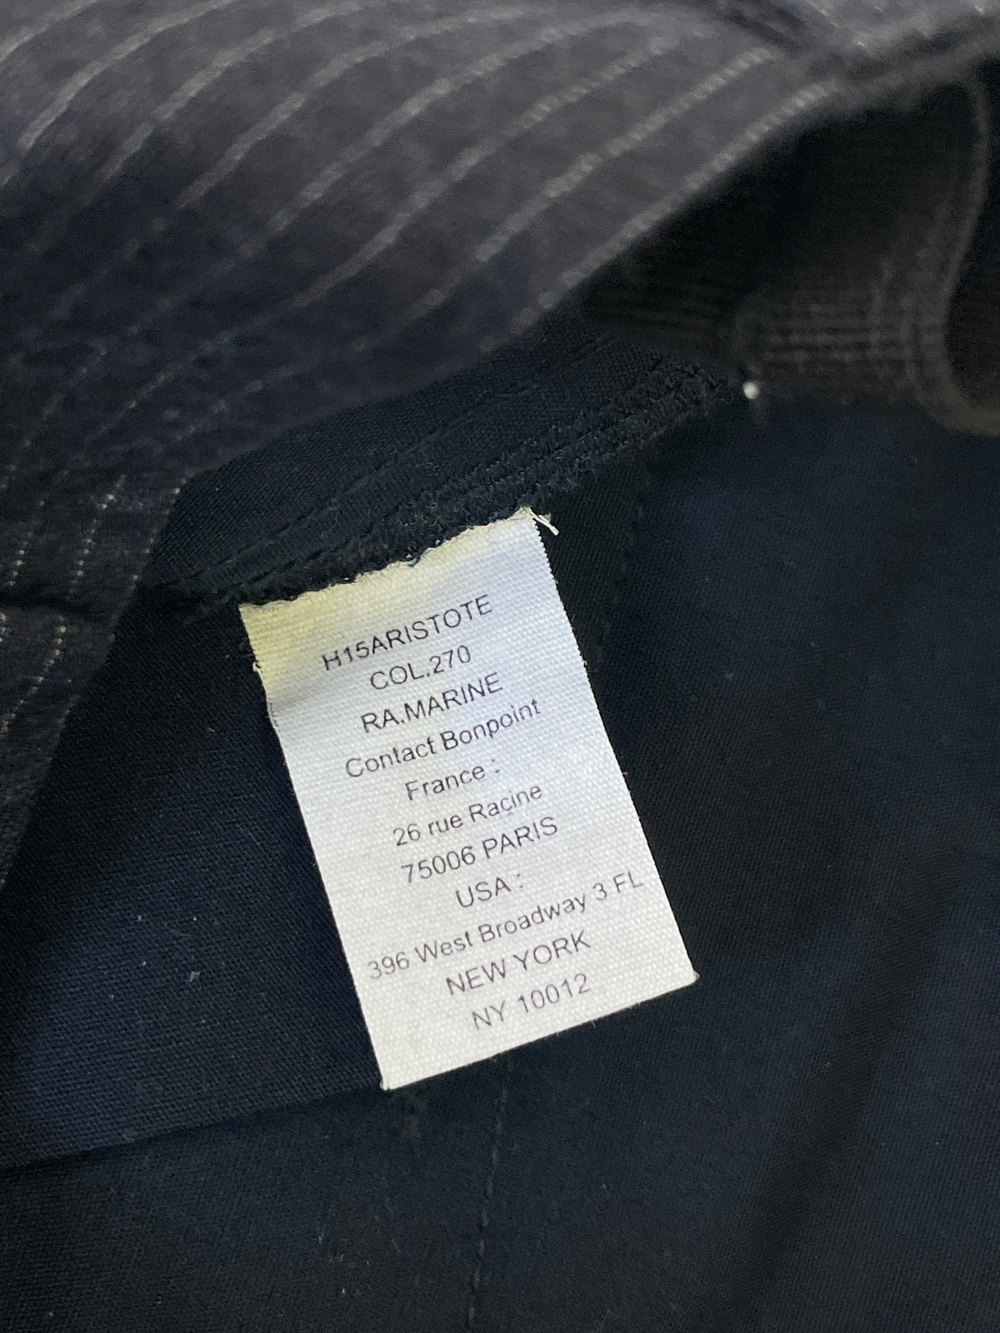 H15ARISTOTE
COL.270
RA.MARINE
Contact Bonpoint
France :
26 rue Racine
75006 PARIS
USA :
396 West Broadway 3 FL
NEW YORK
NY 10012